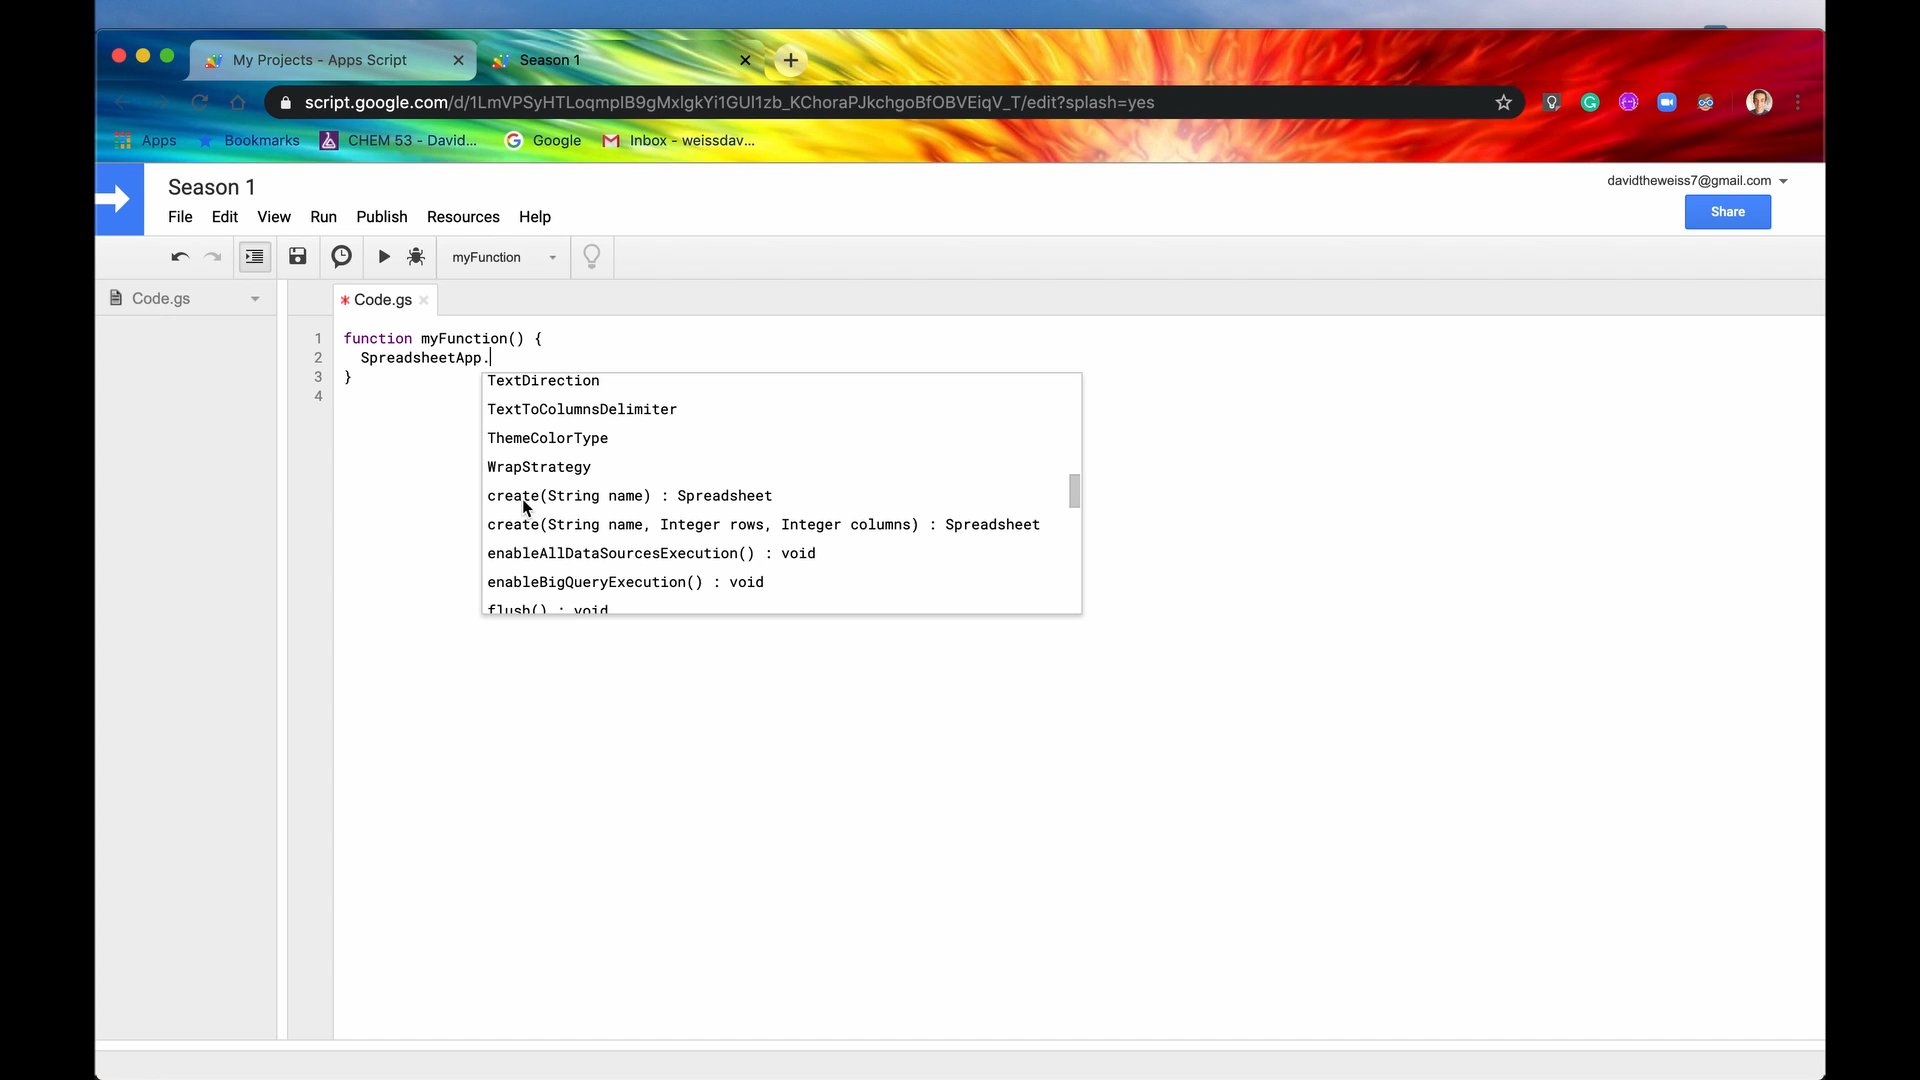 My Projects - Apps Script
Season 1
script.google.com/d/1LmVPSyHTLoqmpIB9gMxlgkYi1GUI1zb_KChoraPJkchgoBfOBVEiqV_T/edit?splash=yes
Apps Bookmarks CHEM 53 - David... Google Inbox - weissdav...
Season 1
davidtheweiss7@gmail.com
File Edit View Run Publish Resources Help
Share
myFunction
Code.gs
* Code.gs
1 function myFunction() {
2 SpreadsheetApp.
3 }
4
TextDirection
TextToColumnsDelimiter
ThemeColorType
WrapStrategy
create(String name) : Spreadsheet
create(String name, Integer rows, Integer columns) : Spreadsheet
enableAllDataSourcesExecution() : void
enableBigQueryExecution() : void
flush() : void